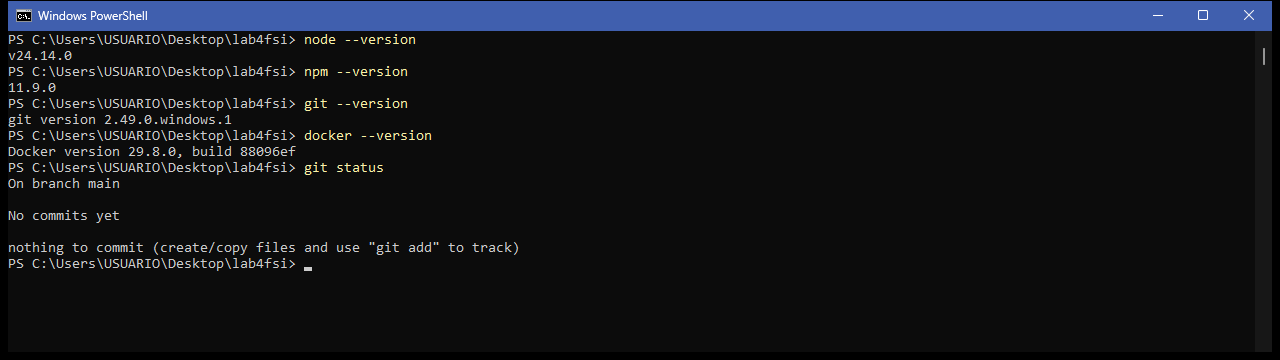 Windows PowerShell
PS C:\Users\USUARIO\Desktop\lab4fsi> node --version
v24.14.0
PS C:\Users\USUARIO\Desktop\lab4fsi> npm --version
11.9.0
PS C:\Users\USUARIO\Desktop\lab4fsi> git --version
git version 2.49.0.windows.1
PS C:\Users\USUARIO\Desktop\lab4fsi> docker --version
Docker version 29.8.0, build 88096ef
PS C:\Users\USUARIO\Desktop\lab4fsi> git status
On branch main

No commits yet

nothing to commit (create/copy files and use "git add" to track)
PS C:\Users\USUARIO\Desktop\lab4fsi>